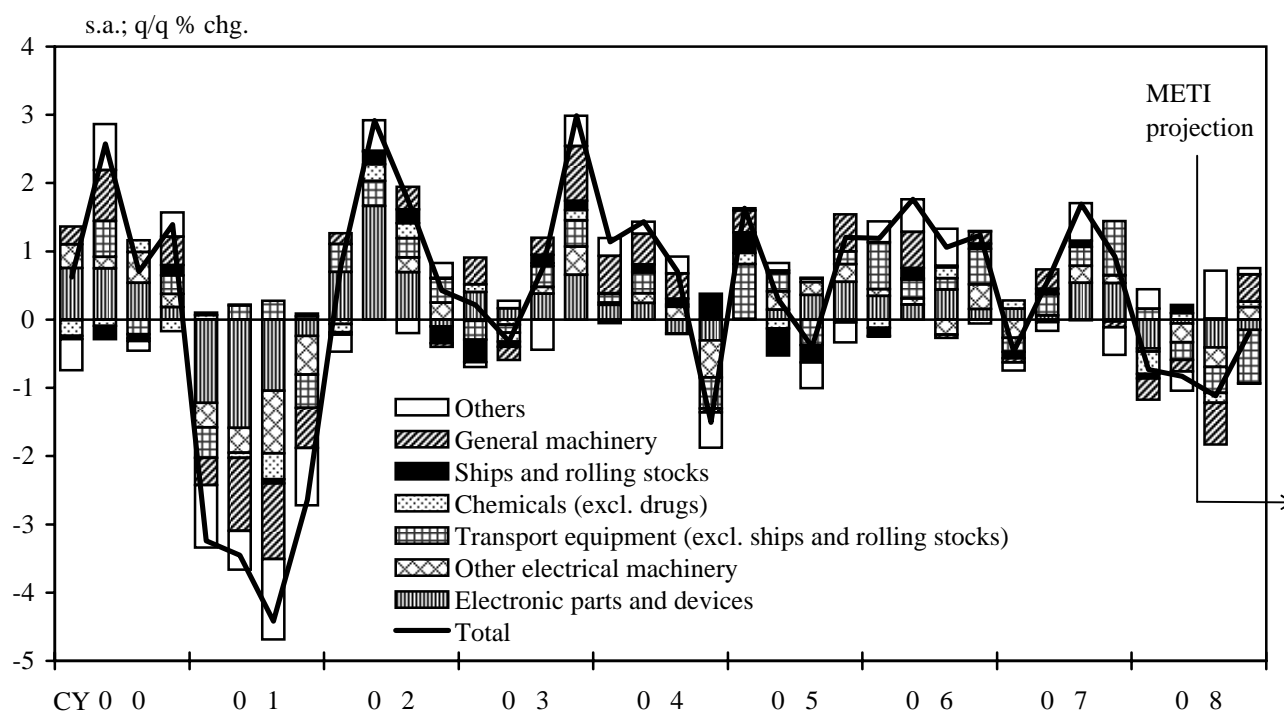 s.a.; q/q % chg.
4
3
2
1
0
-1
-2
-3
-4
-5
METI
projection
Others
General machinery
Ships and rolling stocks
Chemicals (excl. drugs)
Transport equipment (excl. ships and rolling stocks)
Other electrical machinery
Electronic parts and devices
Total
CY 0 0 0 1 0 2 0 3 0 4 0 5 0 6 0 7 0 8